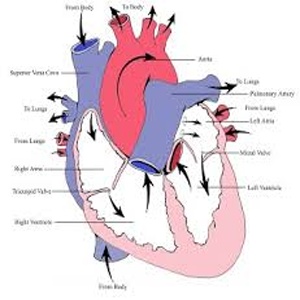 From Body
To Body
Aorta
Superior Vena Cava
To Lungs
Pulmonary Artery
To Lungs
From Lungs
Left Atria
From Lungs
Mitral Valve
Right Atria
Left Ventricle
Tricuspid Valve
Right Ventricle
From Body